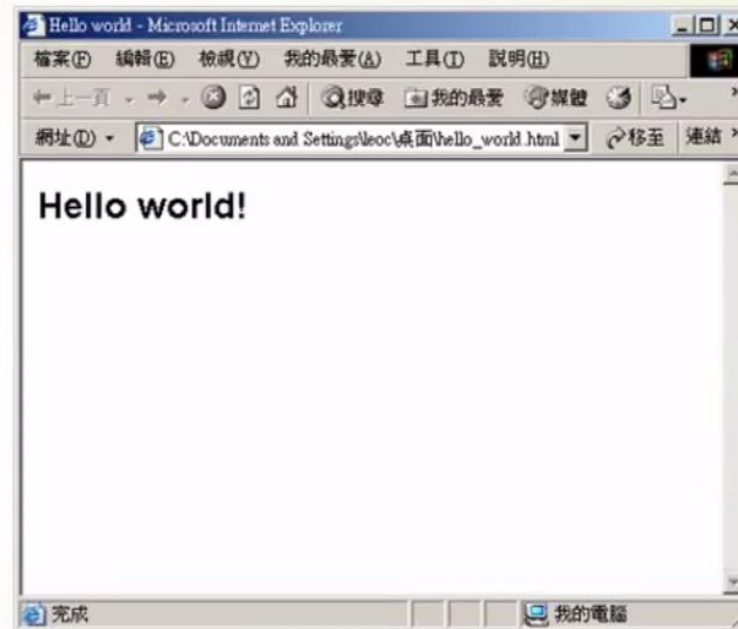 Hello world - Microsoft Internet Explorer
檔案(F) 編輯(E) 檢視(V) 我的最愛(A) 工具(T) 說明(H)
上一頁 搜尋 我的最愛 媒體 »
網址(D) C:\Documents and Settings\leoc\桌面\hello_world.html 移至 連結 »
Hello world!
完成 我的電腦